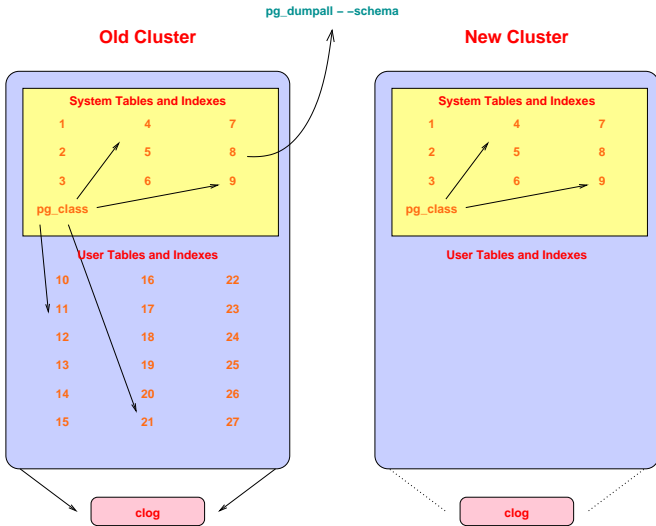 pg_dumpall - -schema
Old Cluster
New Cluster
System Tables and Indexes
1 4 7
2 5 8
3 6 9
pg_class
User Tables and Indexes
10 16 22
11 17 23
12 18 24
13 19 25
14 20 26
15 21 27
clog
System Tables and Indexes
1 4 7
2 5 8
3 6 9
pg_class
User Tables and Indexes
clog